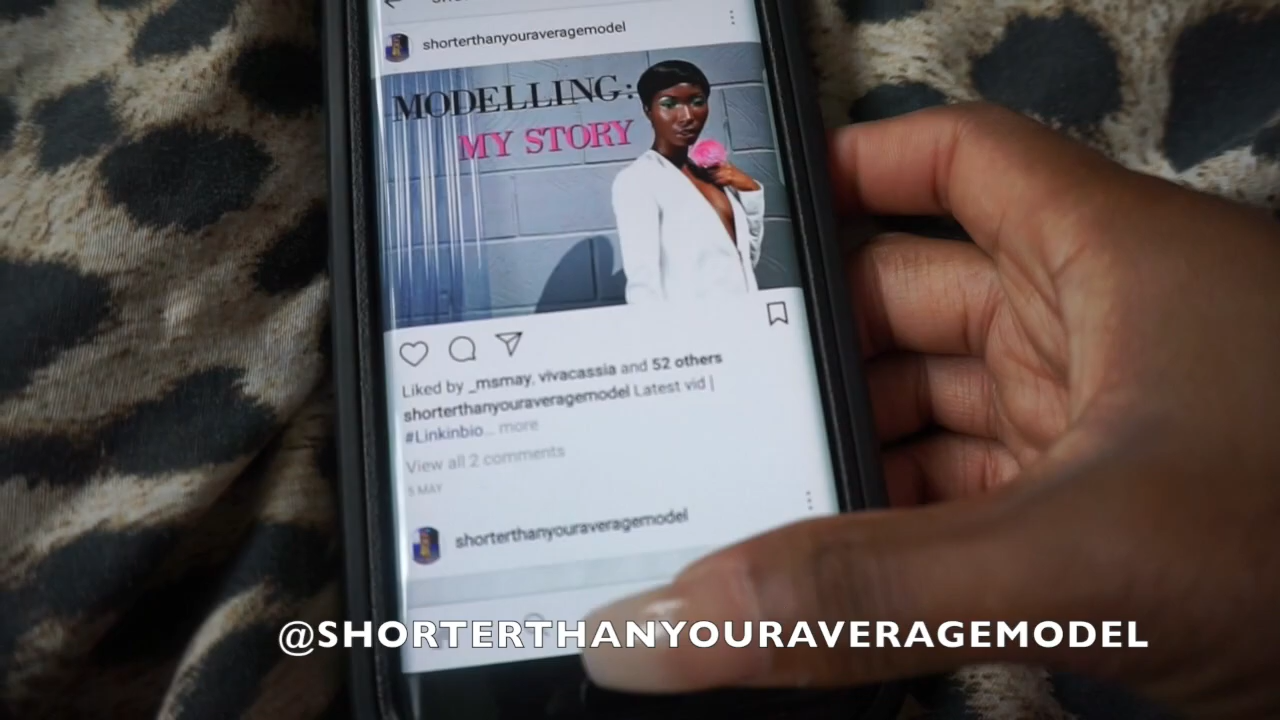 shorterthanyouraveragemodel
MODELLING:
MY STORY
Liked by _msmay, vivacassia and 52 others
shorterthanyouraveragemodel Latest vid |
#Linkinbio... more
View all 2 comments
5 MAY
shorterthanyouraveragemodel
@SHORTERTHANYOURAVERAGEMODEL